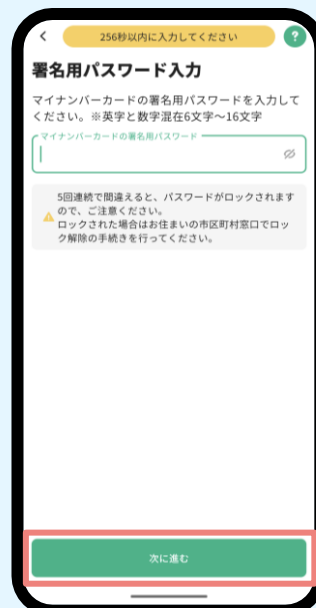 256秒以内に入力してください
?
署名用パスワード入力
マイナンバーカードの署名用パスワードを入力して
ください。※英字と数字混在6文字〜16文字
マイナンバーカードの署名用パスワード
5回連続で間違えると、パスワードがロックされます
ので、ご注意ください。
ロックされた場合はお住まいの市区町村窓口でロッ
ク解除の手続きを行ってください。
次に進む